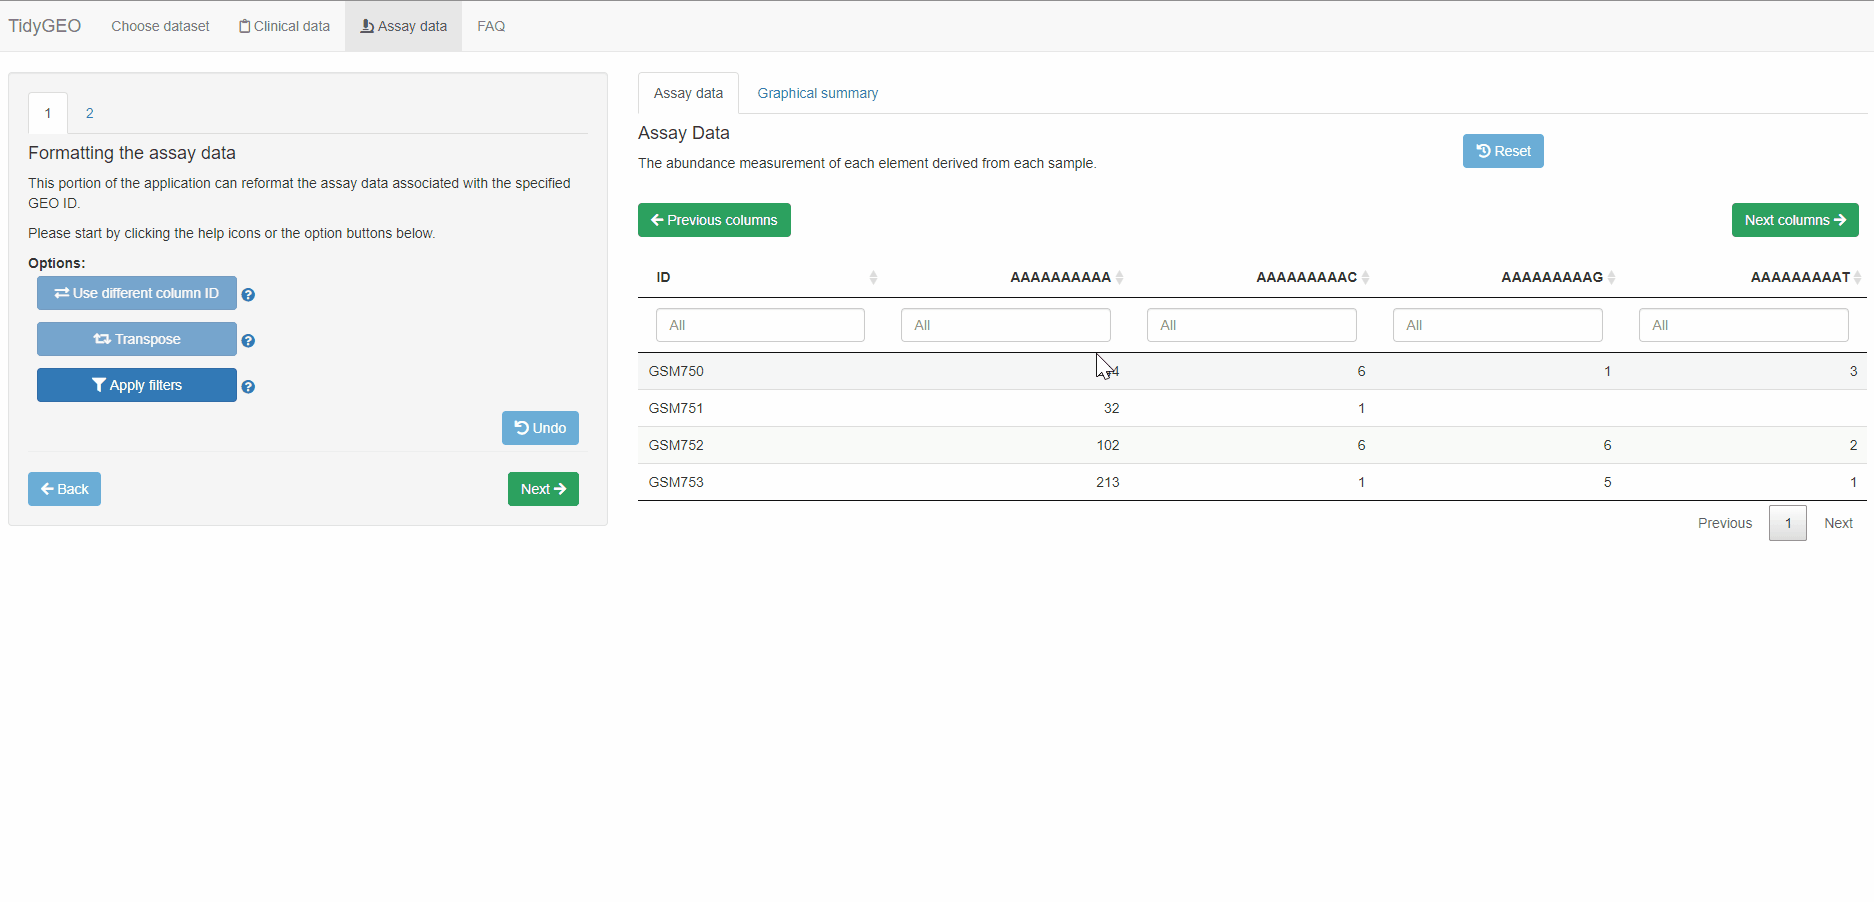 TidyGEO Choose dataset Clinical data Assay data FAQ
1 2
Formatting the assay data
This portion of the application can reformat the assay data associated with the specified
GEO ID.
Please start by clicking the help icons or the option buttons below.
Options:
Use different column ID
Transpose
Apply filters
Undo
Back Next
Assay data Graphical summary
Assay Data
The abundance measurement of each element derived from each sample.
Reset
Previous columns Next columns
ID AAAAAAAAAA AAAAAAAAAC AAAAAAAAAG AAAAAAAAAT
All All All All All
GSM750 6 1 3
GSM751 32 1
GSM752 102 6 6 2
GSM753 213 1 5 1
Previous 1 Next